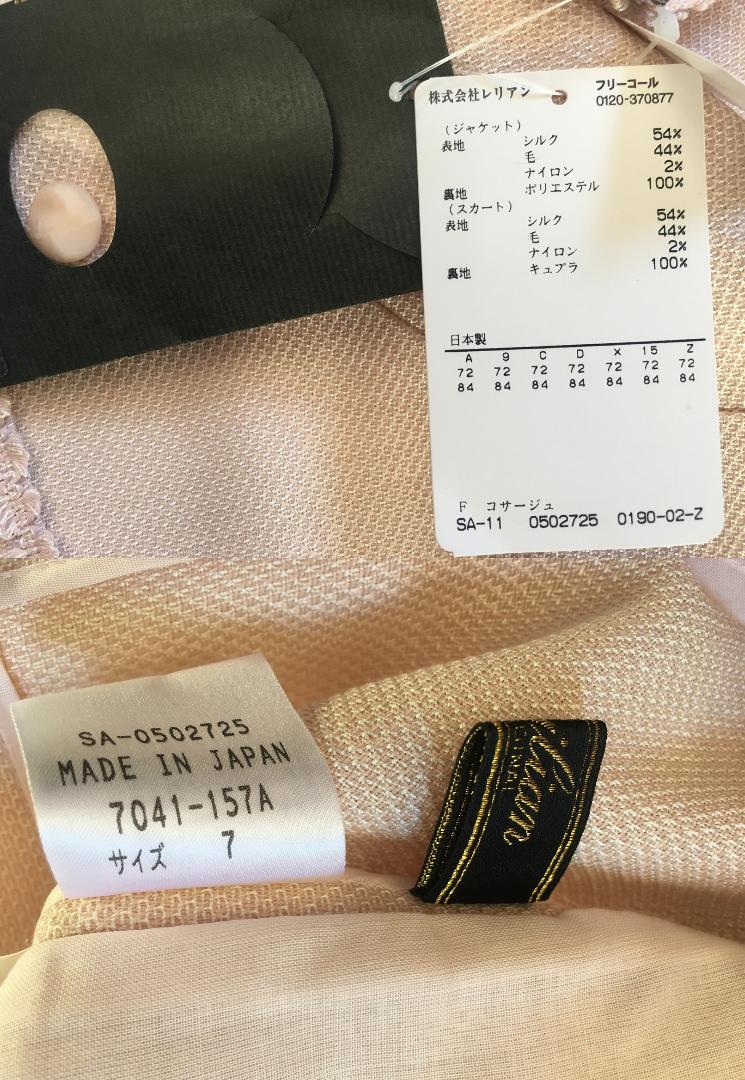 株式会社レリアン フリーコール
0120-370877
(ジャケット)
表地 シルク 54%
毛 44%
ナイロン 2%
裏地 ポリエステル 100%
(スカート)
表地 シルク 54%
毛 44%
ナイロン 2%
裏地 キュプラ 100%
日本製
A 9 C D X 15 Z
72 72 72 72 72 72 72
84 84 84 84 84 84 84
F コサージュ
SA-11 0502725 0190-02-Z
SA-0502725
MADE IN JAPAN
7041-157A
サイズ 7